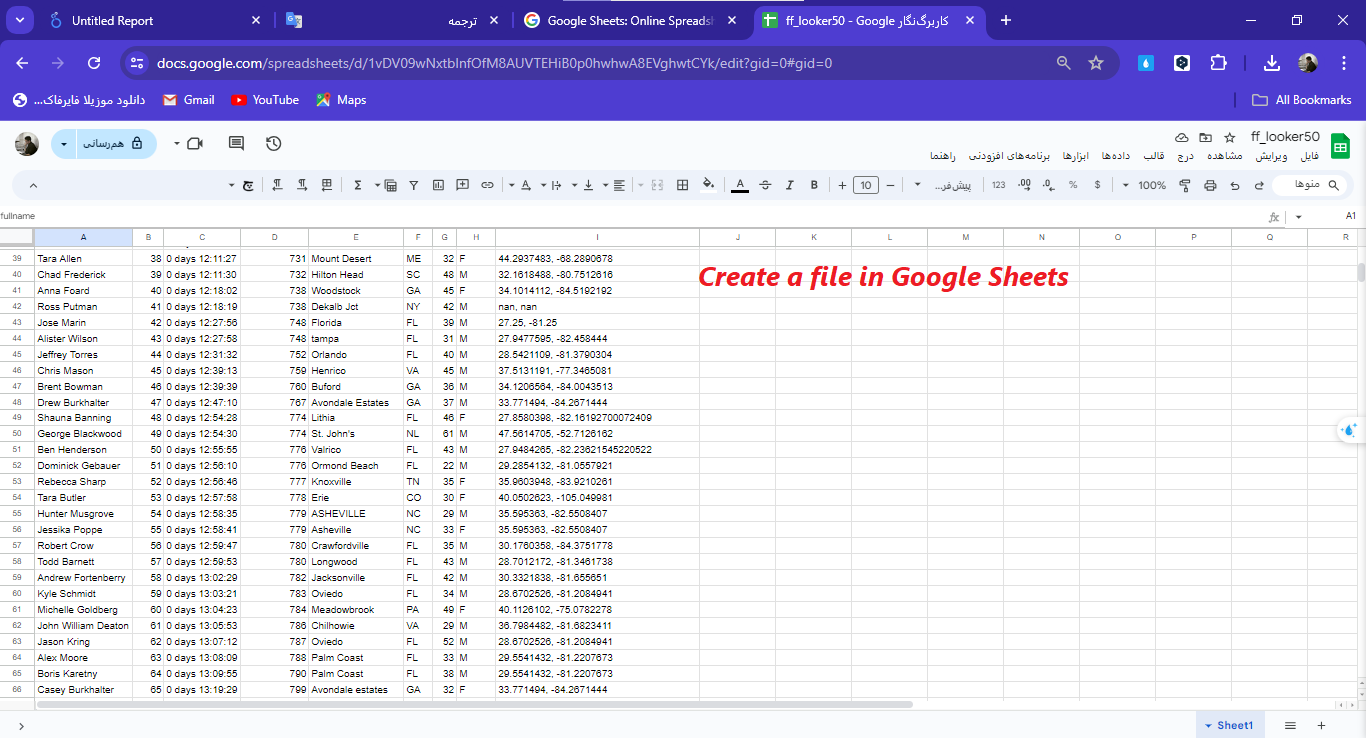 Untitled Report
ترجمه
Google Sheets: Online Spreadsh
ff_looker50 - Google کاربرگ‌نگار
docs.google.com/spreadsheets/d/1vDV09wNxtbInfOfM8AUVTEHiB0p0hwhwA8EVghwtCYk/edit?gid=0#gid=0
دانلود موزیلا فایرفاک...
Gmail
YouTube
Maps
All Bookmarks
ff_looker50
هم‌رسانی
فایل ویرایش مشاهده درج قالب داده‌ها ابزارها برنامه‌های افزودنی راهنما
منوها
100% $ % .0 .00 123 پیش‌فر... − 10 + B I A Σ
fullname
fx A1
A B C D E F G H I J K L M N O P Q R
39 Tara Allen 38 0 days 12:11:27 731 Mount Desert ME 32 F 44.2937483, -68.2890678
40 Chad Frederick 39 0 days 12:11:30 732 Hilton Head SC 48 M 32.1618488, -80.7512616
41 Anna Foard 40 0 days 12:18:02 738 Woodstock GA 45 F 34.1014112, -84.5192192
42 Ross Putman 41 0 days 12:18:19 738 Dekalb Jct NY 42 M nan, nan
43 Jose Marin 42 0 days 12:27:56 748 Florida FL 39 M 27.25, -81.25
44 Alister Wilson 43 0 days 12:27:58 748 tampa FL 31 M 27.9477595, -82.458444
45 Jeffrey Torres 44 0 days 12:31:32 752 Orlando FL 40 M 28.5421109, -81.3790304
46 Chris Mason 45 0 days 12:39:13 759 Henrico VA 45 M 37.5131191, -77.3465081
47 Brent Bowman 46 0 days 12:39:39 760 Buford GA 36 M 34.1206564, -84.0043513
48 Drew Burkhalter 47 0 days 12:47:10 767 Avondale Estates GA 37 M 33.771494, -84.2671444
49 Shauna Banning 48 0 days 12:54:28 774 Lithia FL 46 F 27.8580398, -82.16192700072409
50 George Blackwood 49 0 days 12:54:30 774 St. John's NL 61 M 47.5614705, -52.7126162
51 Ben Henderson 50 0 days 12:55:55 776 Valrico FL 43 M 27.9484265, -82.23621545220522
52 Dominick Gebauer 51 0 days 12:56:10 776 Ormond Beach FL 22 M 29.2854132, -81.0557921
53 Rebecca Sharp 52 0 days 12:56:46 777 Knoxville TN 35 F 35.9603948, -83.9210261
54 Tara Butler 53 0 days 12:57:58 778 Erie CO 30 F 40.0502623, -105.049981
55 Hunter Musgrove 54 0 days 12:58:35 779 ASHEVILLE NC 29 M 35.595363, -82.5508407
56 Jessika Poppe 55 0 days 12:58:41 779 Asheville NC 33 F 35.595363, -82.5508407
57 Robert Crow 56 0 days 12:59:47 780 Crawfordville FL 35 M 30.1760358, -84.3751778
58 Todd Barnett 57 0 days 12:59:53 780 Longwood FL 43 M 28.7012172, -81.3461738
59 Andrew Fortenberry 58 0 days 13:02:29 782 Jacksonville FL 42 M 30.3321838, -81.655651
60 Kyle Schmidt 59 0 days 13:03:21 783 Oviedo FL 34 M 28.6702526, -81.2084941
61 Michelle Goldberg 60 0 days 13:04:23 784 Meadowbrook PA 49 F 40.1126102, -75.0782278
62 John William Deaton 61 0 days 13:05:53 786 Chilhowie VA 29 M 36.7984482, -81.6823411
63 Jason Kring 62 0 days 13:07:12 787 Oviedo FL 52 M 28.6702526, -81.2084941
64 Alex Moore 63 0 days 13:08:09 788 Palm Coast FL 33 M 29.5541432, -81.2207673
65 Boris Karetny 64 0 days 13:09:55 790 Palm Coast FL 38 M 29.5541432, -81.2207673
66 Casey Burkhalter 65 0 days 13:19:29 799 Avondale estates GA 32 F 33.771494, -84.2671444
Create a file in Google Sheets
Sheet1